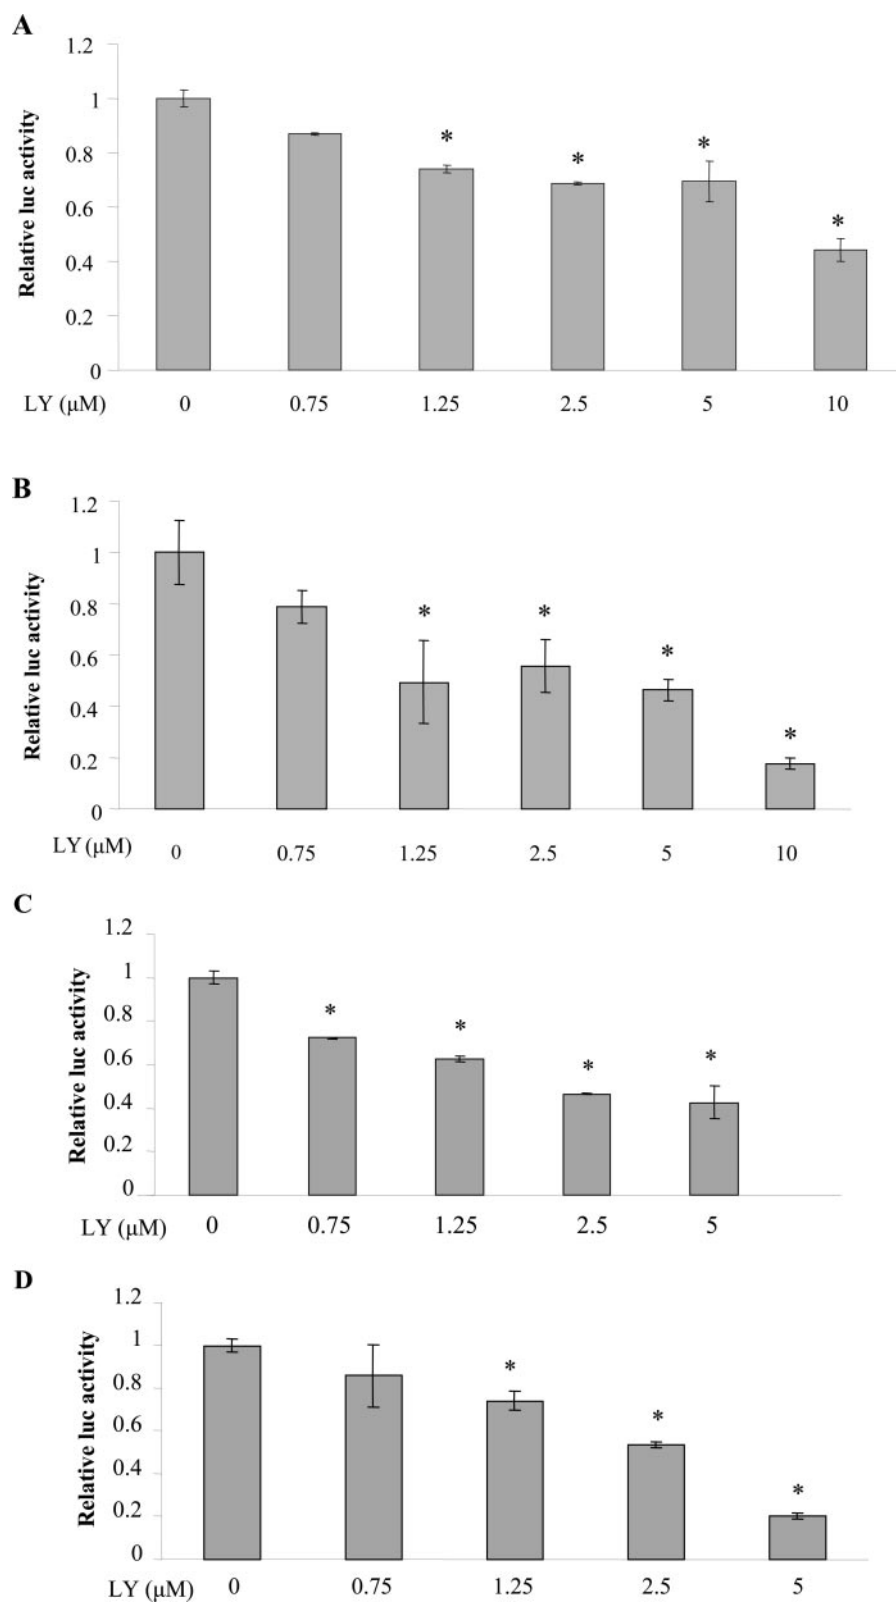 A
Relative luc activity
1.2
1
0.8
0.6
0.4
0.2
0
* * * *
LY (μM) 0 0.75 1.25 2.5 5 10
B
Relative luc activity
1.2
1
0.8
0.6
0.4
0.2
0
* * * *
LY (μM) 0 0.75 1.25 2.5 5 10
C
Relative luc activity
1.2
1
0.8
0.6
0.4
0.2
0
* * * *
LY (μM) 0 0.75 1.25 2.5 5
D
Relative luc activity
1.2
1
0.8
0.6
0.4
0.2
0
* * *
LY (μM) 0 0.75 1.25 2.5 5